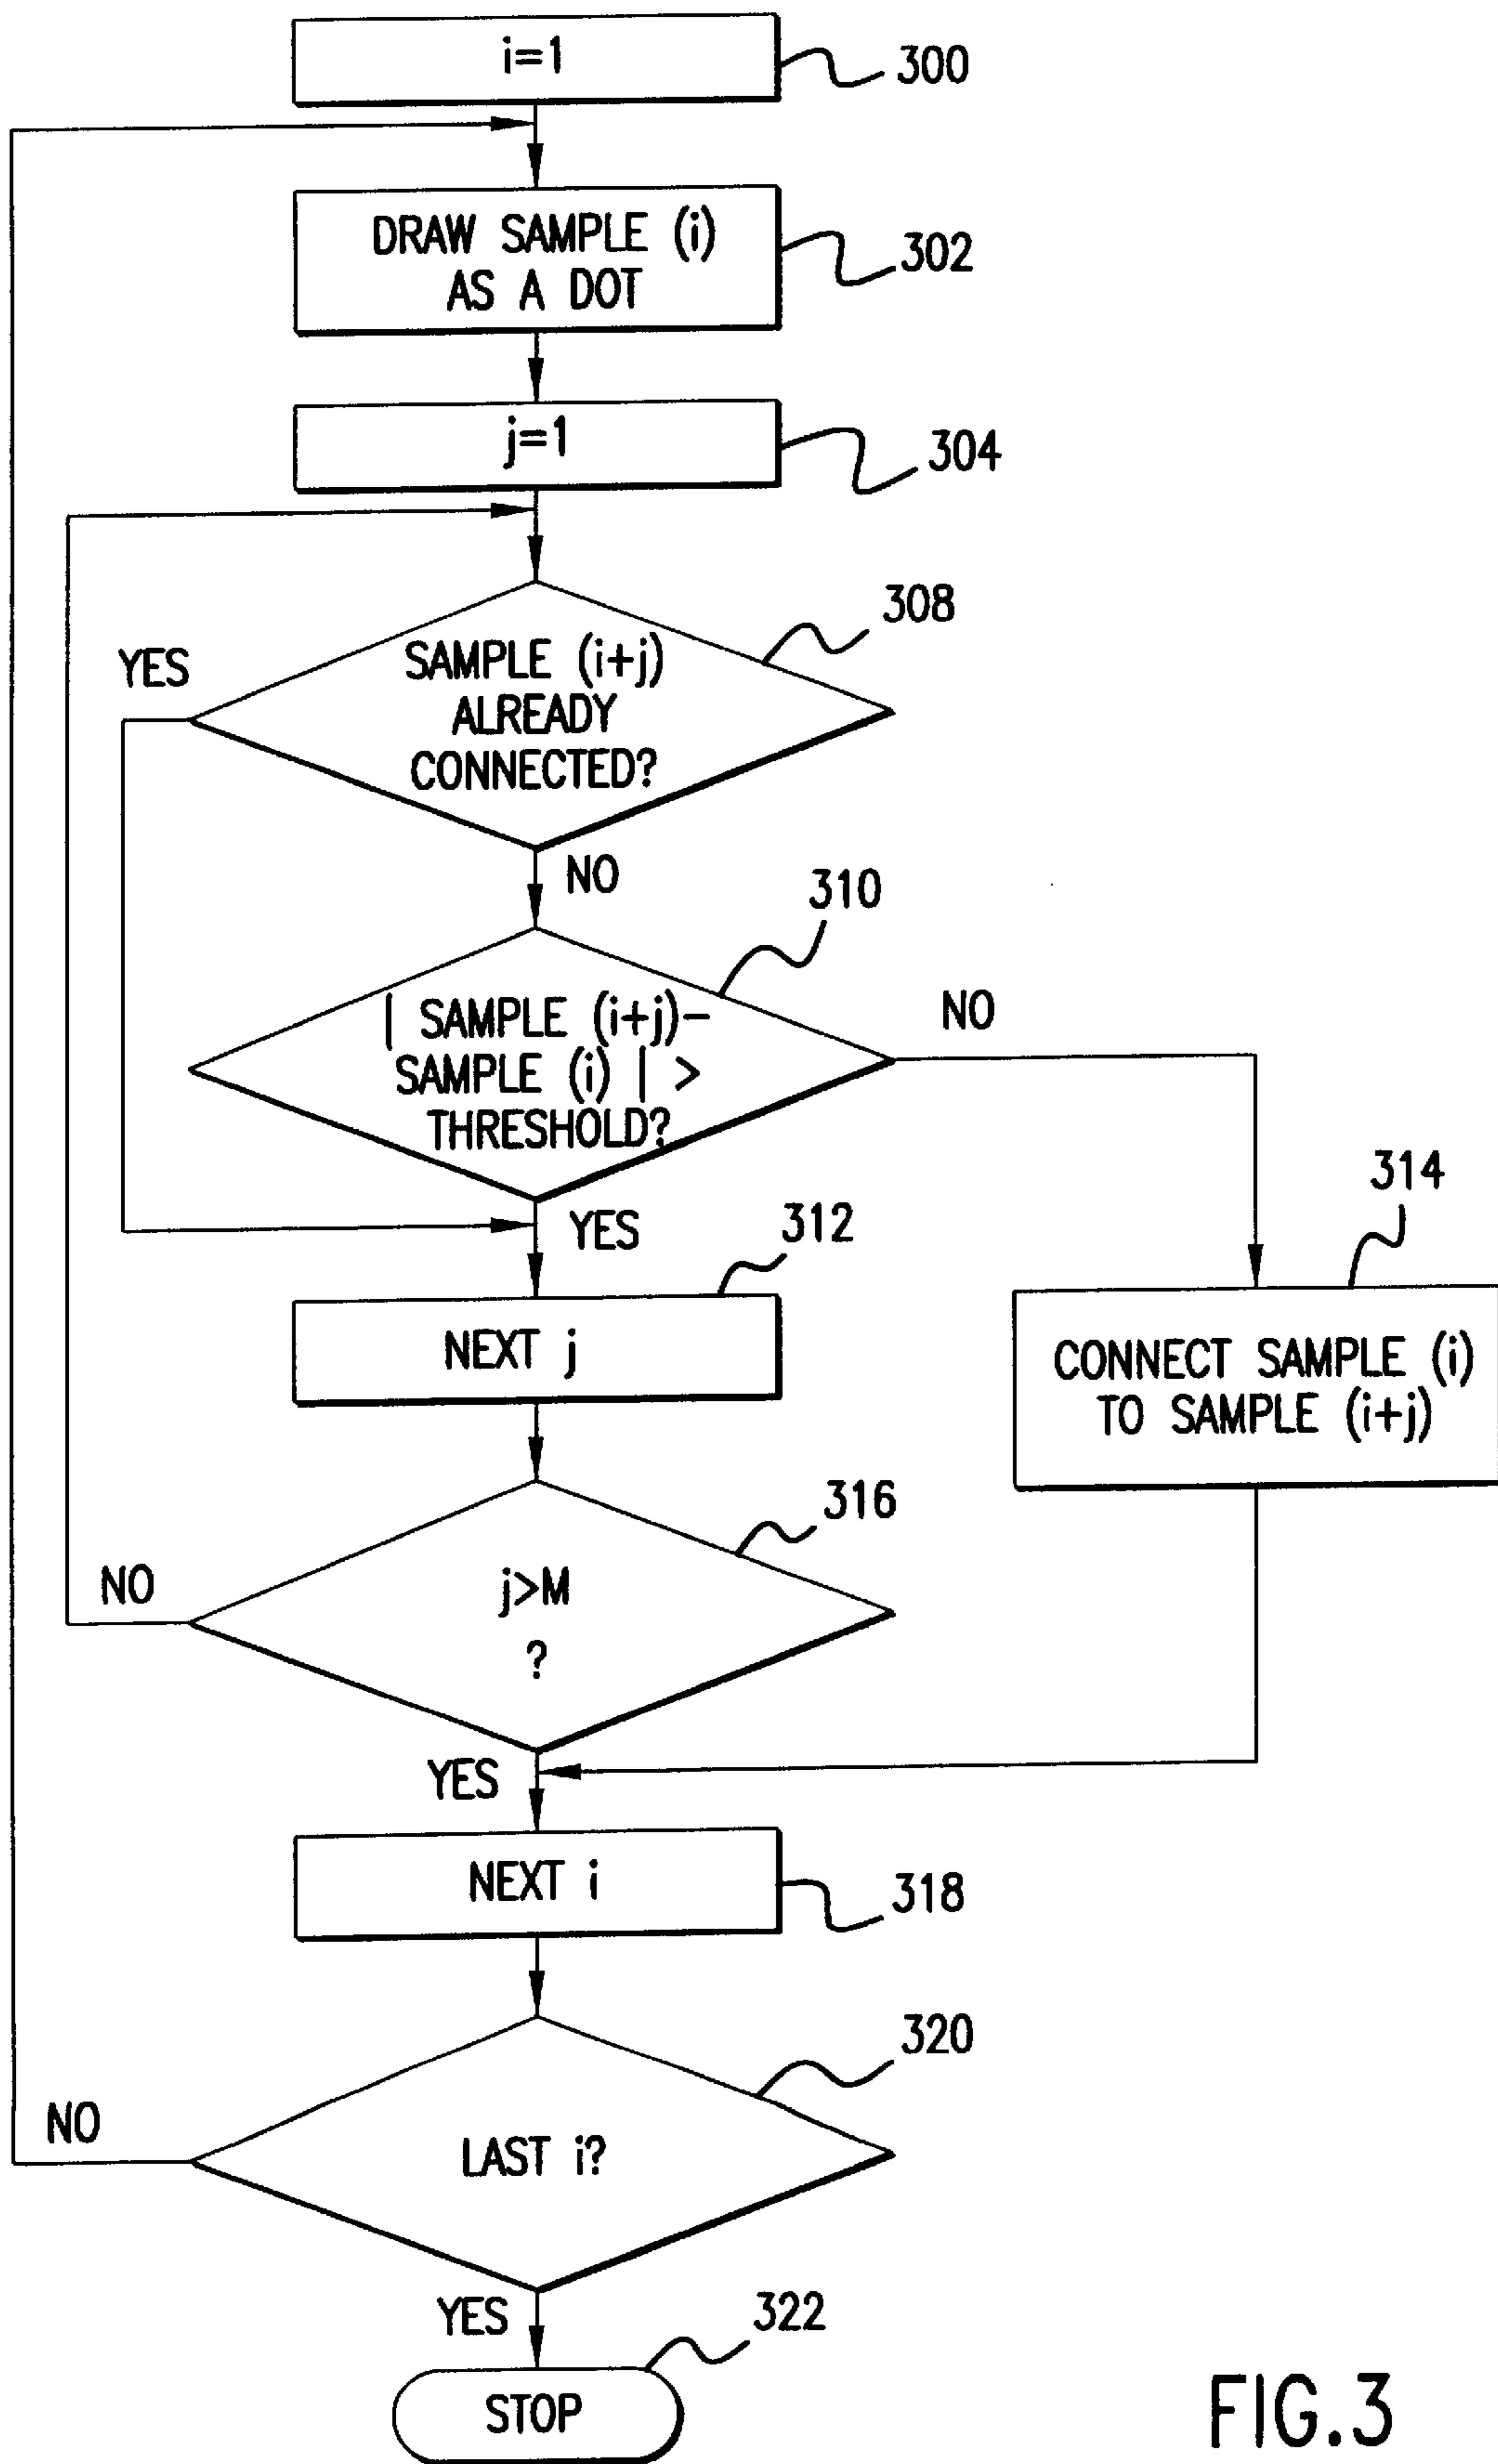 i=1
300
DRAW SAMPLE (i)
AS A DOT
302
j=1
304
308
YES
SAMPLE (i+j)
ALREADY
CONNECTED?
NO
310
| SAMPLE (i+j)-
SAMPLE (i) | >
THRESHOLD?
NO
YES
312
314
NEXT j
CONNECT SAMPLE (i)
TO SAMPLE (i+j)
316
NO
j>M
?
YES
NEXT i
318
320
NO
LAST i?
YES
322
STOP
FIG.3